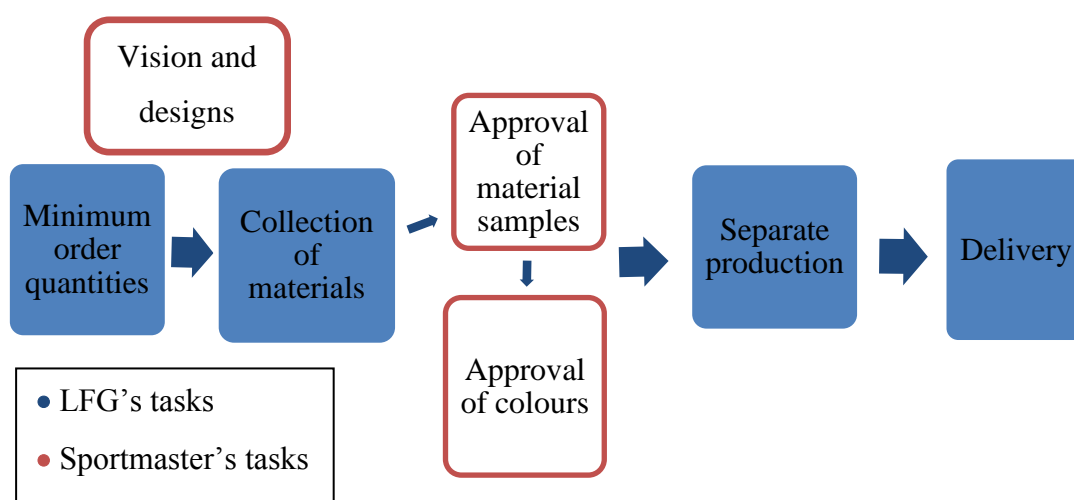 Vision and
designs
Minimum
order
quantities
Collection
of
materials
Approval
of
material
samples
Approval
of colours
Separate
production
Delivery
LFG's tasks
Sportmaster's tasks